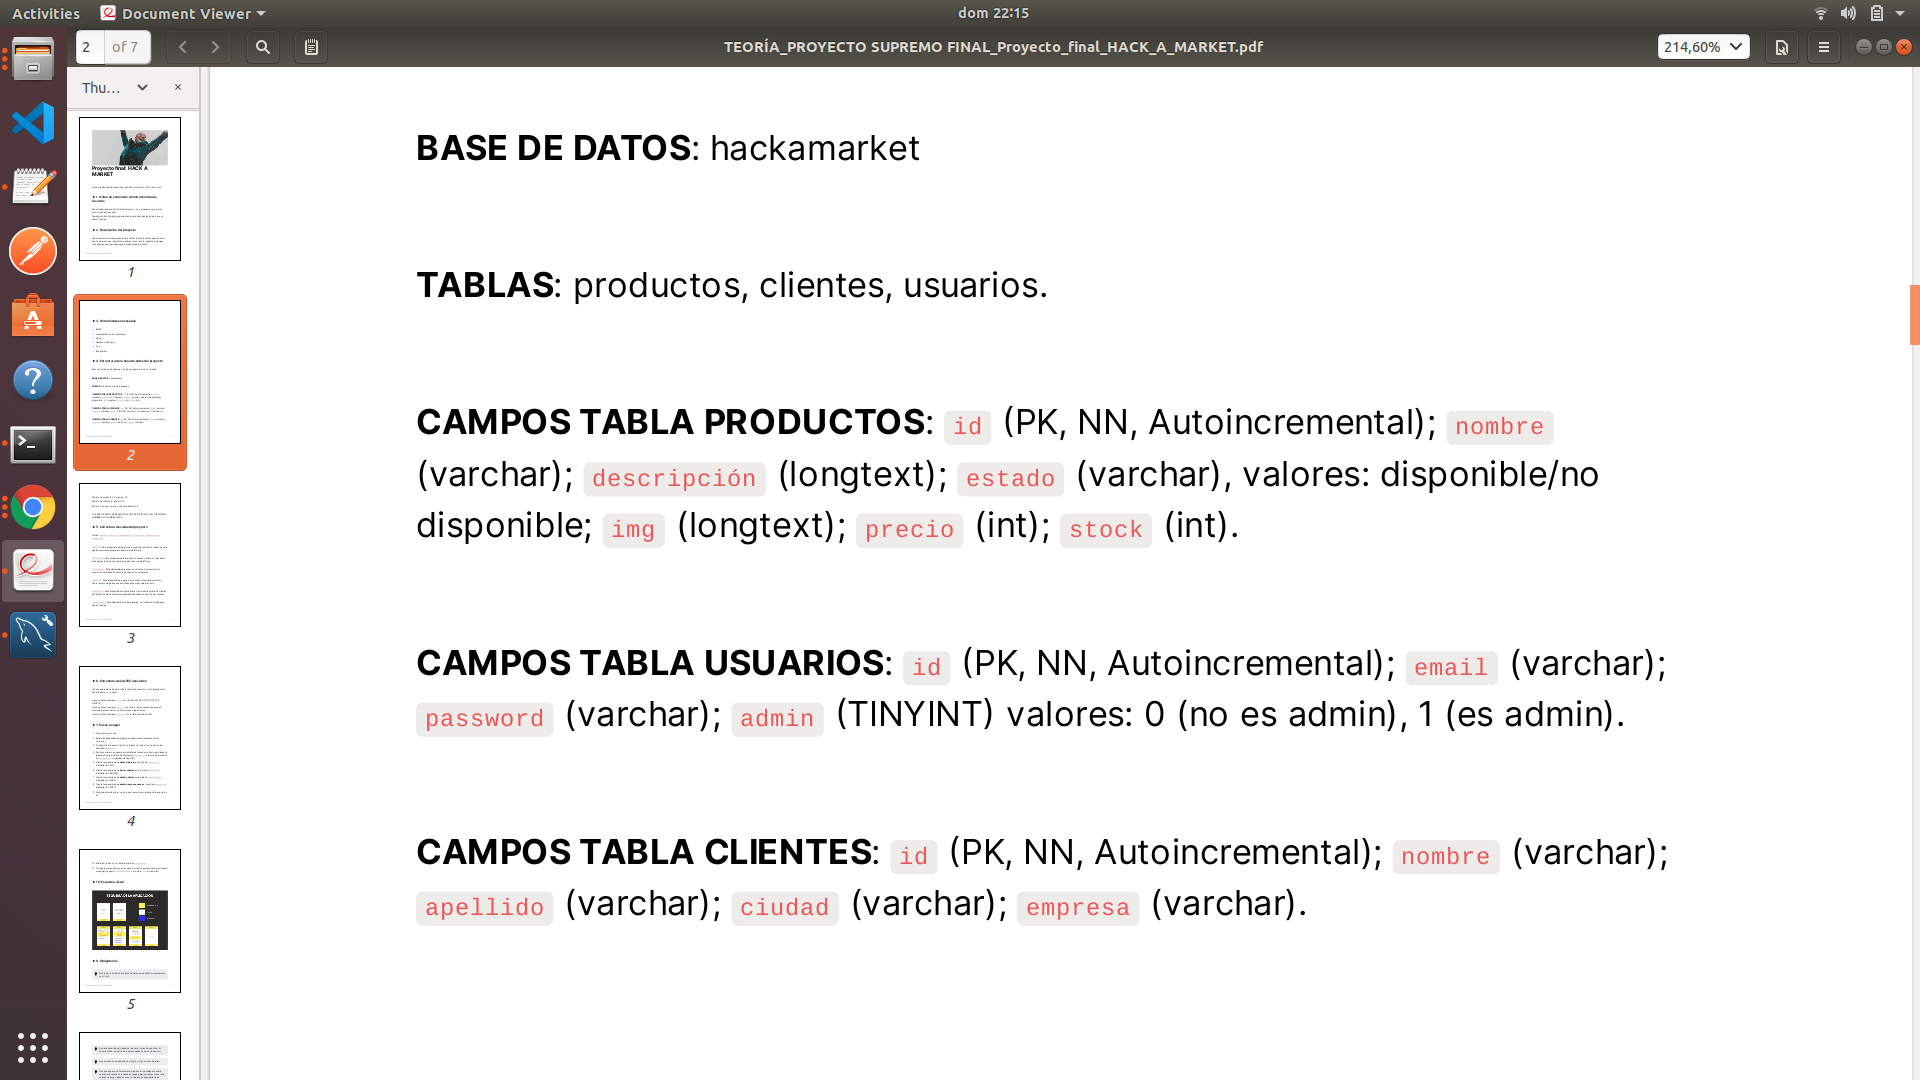 Activities Document Viewer dom 22:15
2 of 7 TEORÍA_PROYECTO SUPREMO FINAL_Proyecto_final_HACK_A_MARKET.pdf 214,60%
Thu...
Proyecto final: HACK A
MARKET
1
2
3
4
5
BASE DE DATOS: hackamarket
TABLAS: productos, clientes, usuarios.
CAMPOS TABLA PRODUCTOS: id (PK, NN, Autoincremental); nombre
(varchar); descripción (longtext); estado (varchar), valores: disponible/no
disponible; img (longtext); precio (int); stock (int).
CAMPOS TABLA USUARIOS: id (PK, NN, Autoincremental); email (varchar);
password (varchar); admin (TINYINT) valores: 0 (no es admin), 1 (es admin).
CAMPOS TABLA CLIENTES: id (PK, NN, Autoincremental); nombre (varchar);
apellido (varchar); ciudad (varchar); empresa (varchar).